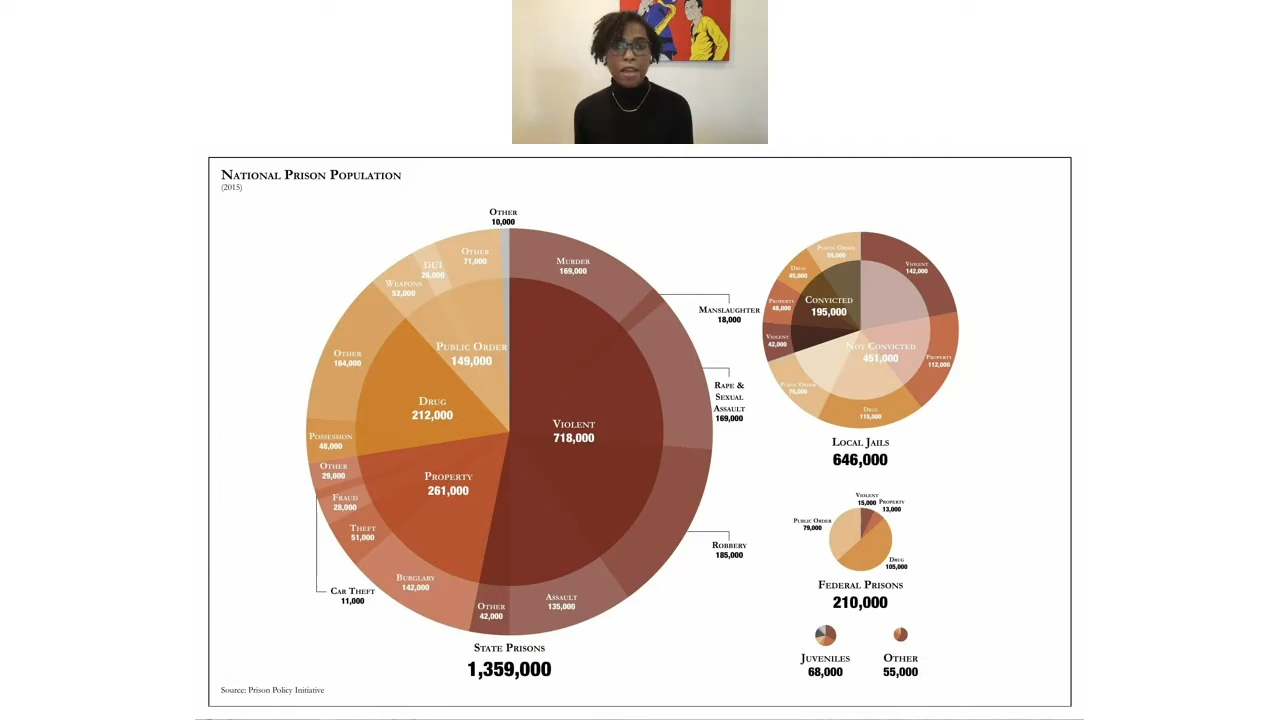 NATIONAL PRISON POPULATION
(2015)
OTHER
10,000
MURDER
169,000
MANSLAUGHTER
18,000
RAPE &
SEXUAL
ASSAULT
169,000
ROBBERY
185,000
ASSAULT
135,000
OTHER
42,000
VIOLENT
718,000
PUBLIC ORDER
149,000
OTHER
71,000
DUI
26,000
WEAPONS
52,000
DRUG
212,000
OTHER
164,000
POSSESSION
48,000
PROPERTY
261,000
OTHER
29,000
FRAUD
28,000
THEFT
51,000
CAR THEFT
11,000
BURGLARY
142,000
STATE PRISONS
1,359,000
PUBLIC ORDER
VIOLENT
142,000
DRUG
45,000
PROPERTY
48,000
VIOLENT
42,000
CONVICTED
195,000
NOT CONVICTED
451,000
PROPERTY
112,000
PUBLIC ORDER
DRUG
115,000
LOCAL JAILS
646,000
VIOLENT
15,000
PROPERTY
13,000
PUBLIC ORDER
79,000
DRUG
105,000
FEDERAL PRISONS
210,000
JUVENILES
68,000
OTHER
55,000
Source: Prison Policy Initiative